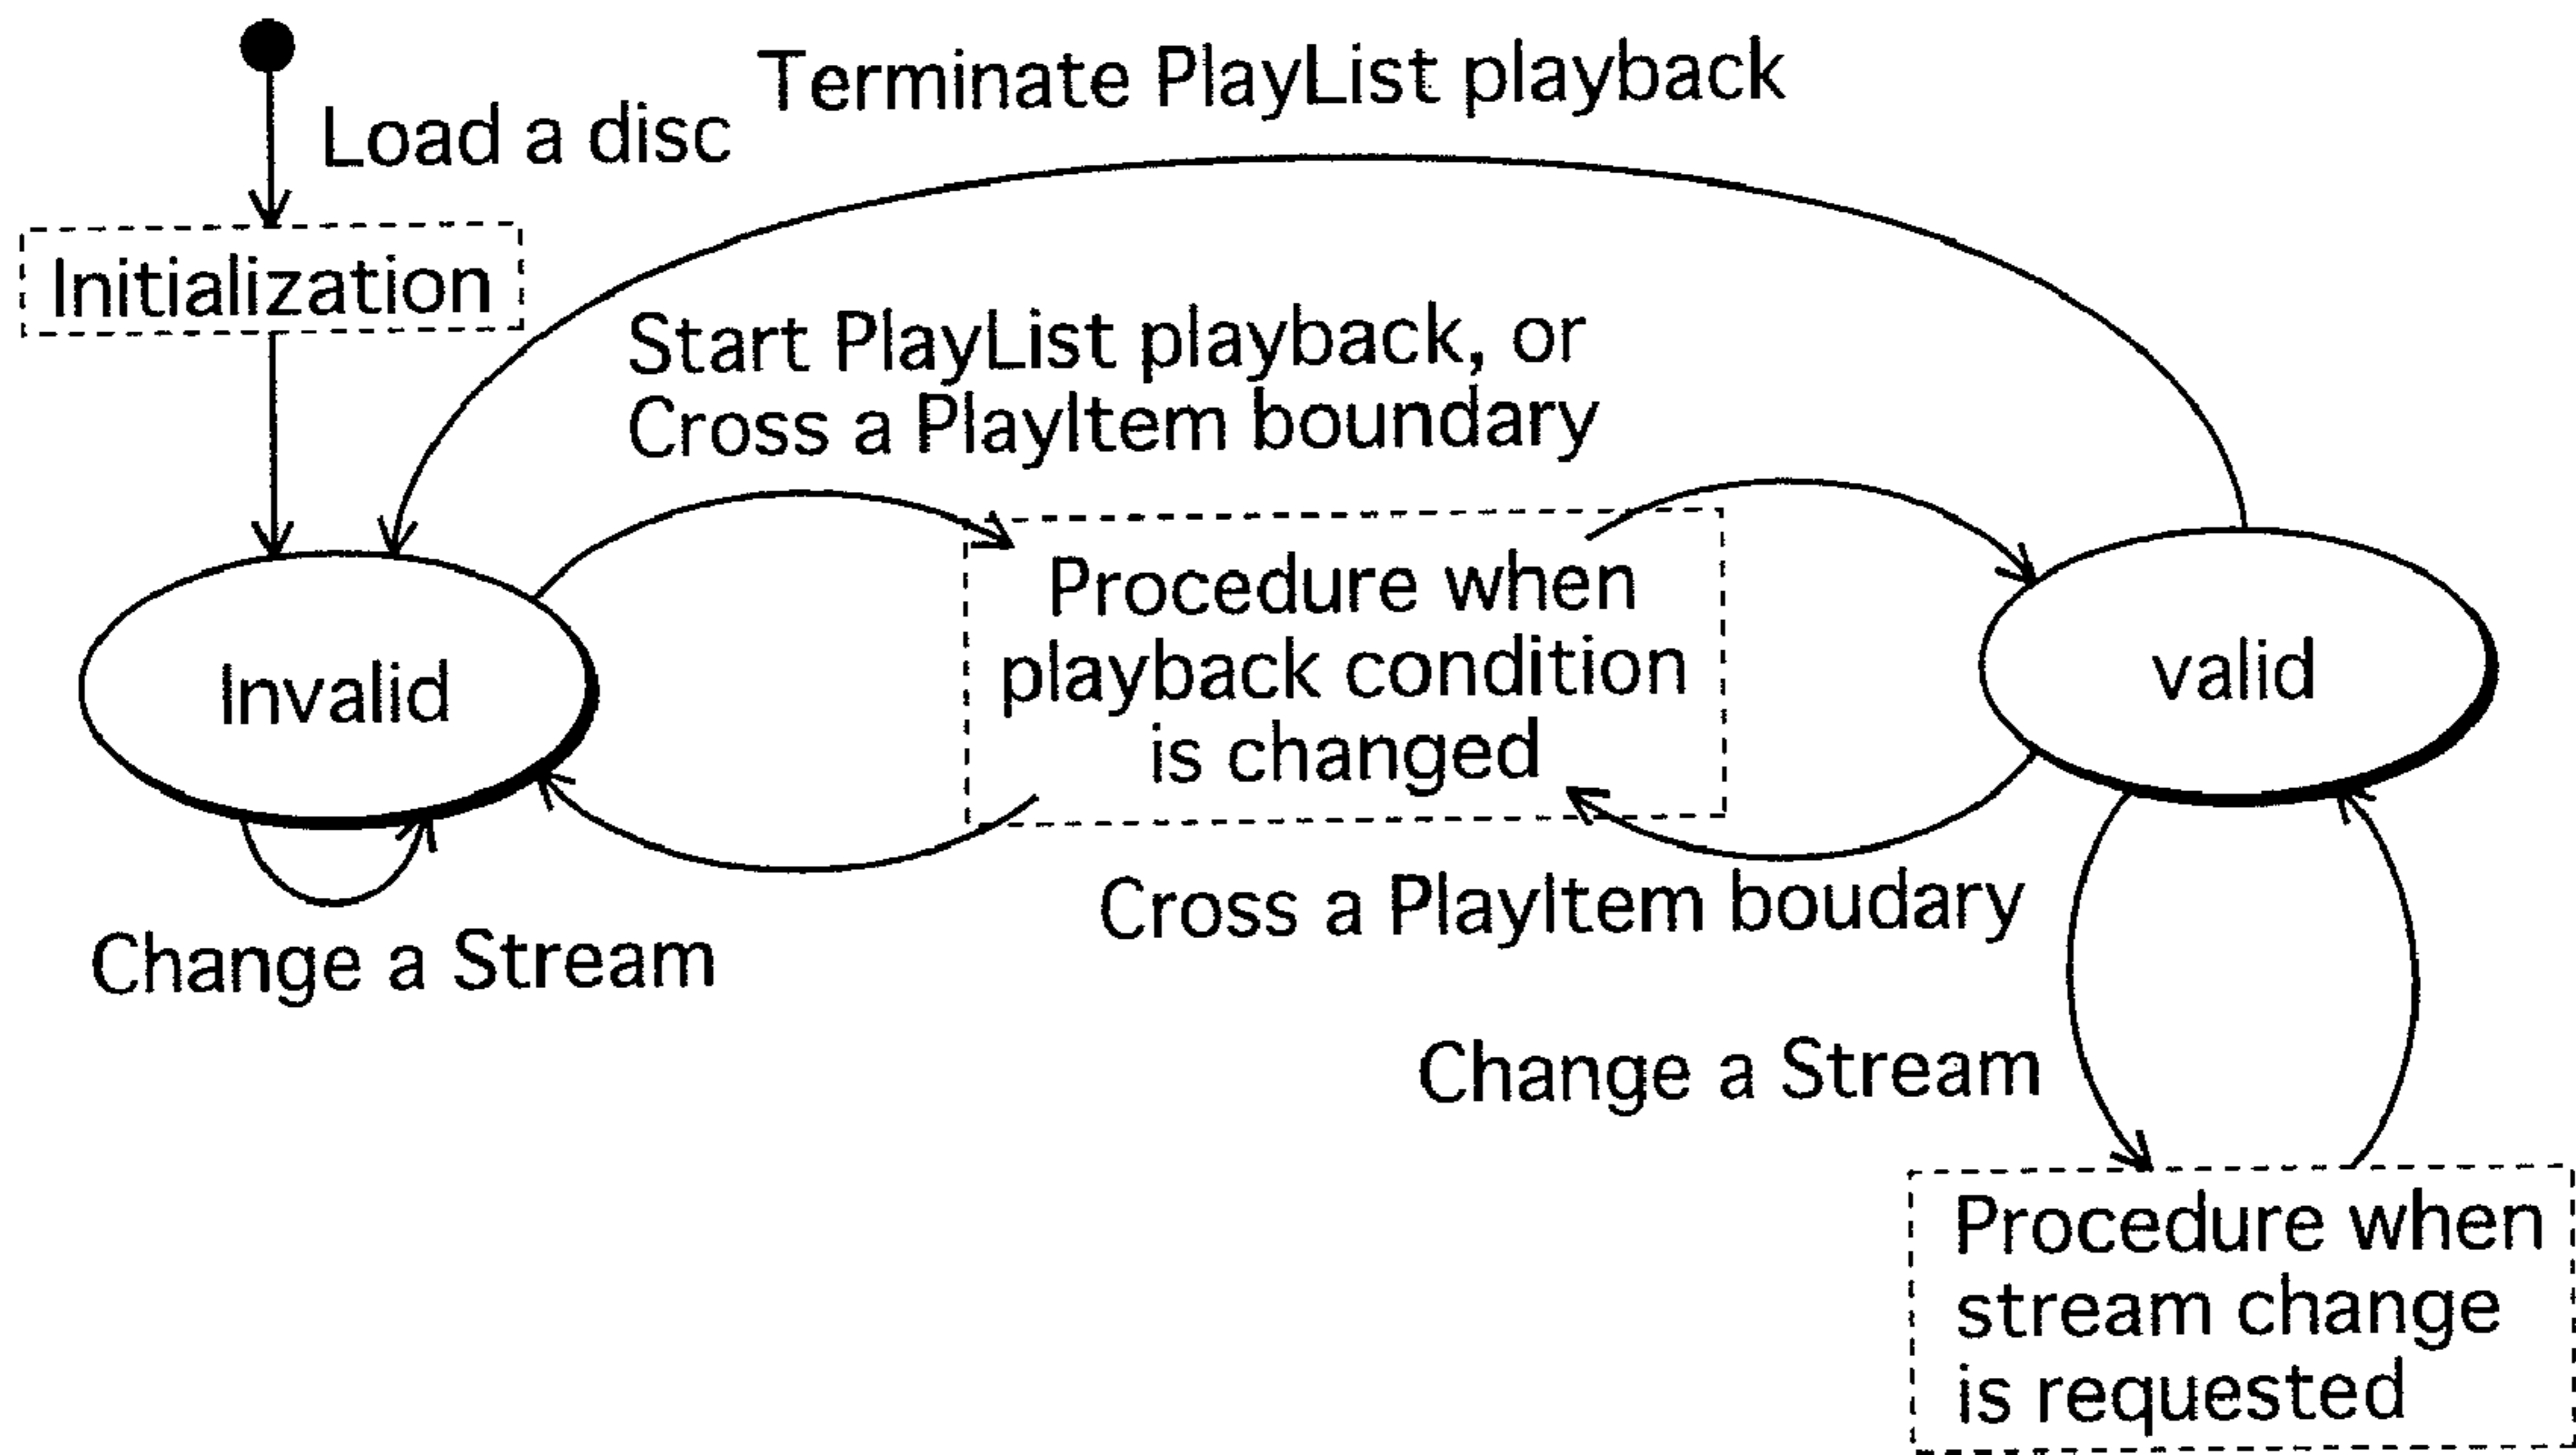 Terminate PlayList playback
Load a disc
Initialization
Start PlayList playback, or
Cross a PlayItem boundary
Procedure when
playback condition
is changed
Invalid
valid
Cross a PlayItem boudary
Change a Stream
Change a Stream
Procedure when
stream change
is requested